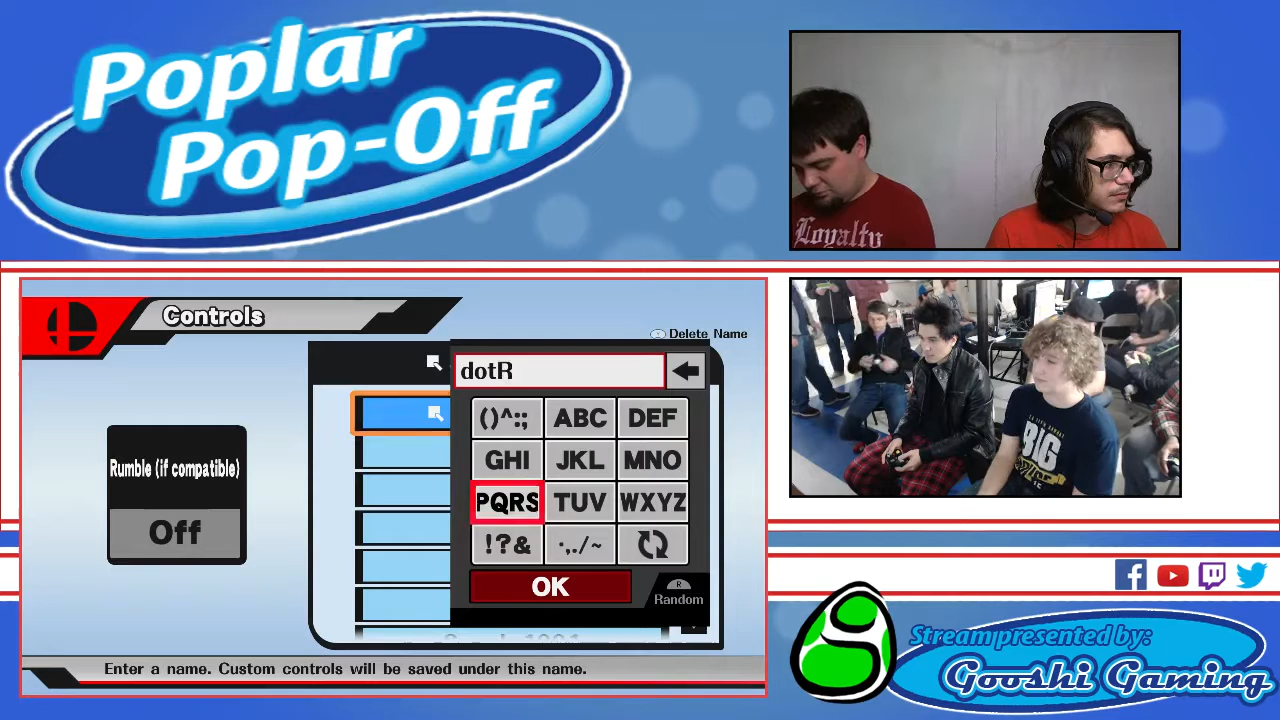 Poplar
Pop-Off
Loyalty
Controls
Delete Name
dotR
()^:;
ABC
DEF
GHI
JKL
MNO
PQRS
TUV
WXYZ
!?&
·,./~
OK
R
Random
Rumble (if compatible)
Off
Enter a name. Custom controls will be saved under this name.
BIG
Stream presented by:
Gooshi Gaming